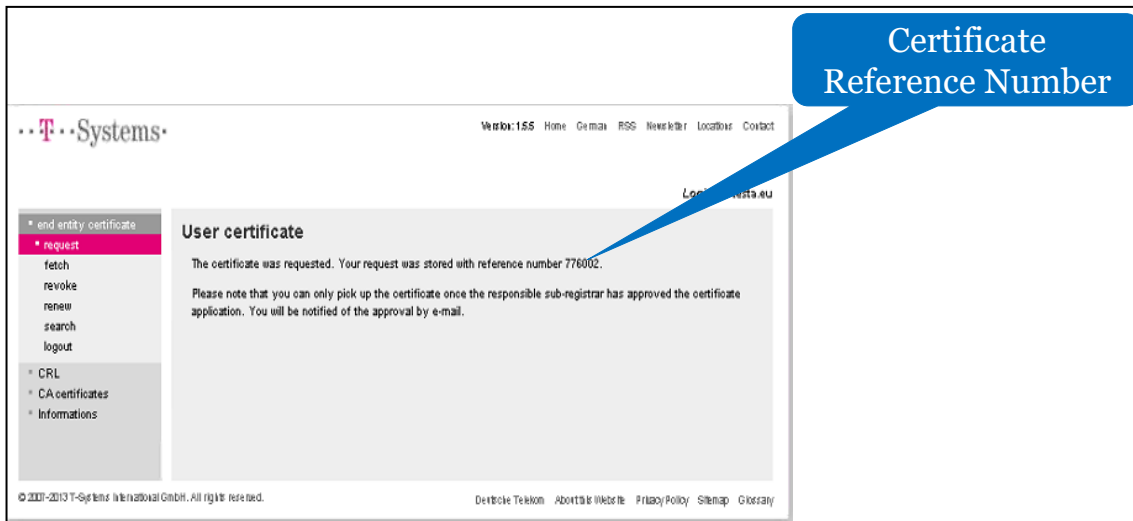 Certificate
Reference Number
··T··Systems·
Version: 1.5.5 Home German RSS Newsletter Locations Contact
esta.eu
end entity certificate
request
fetch
revoke
renew
search
logout
CRL
CA certificates
Informations
User certificate
The certificate was requested. Your request was stored with reference number 776002.
Please note that you can only pick up the certificate once the responsible sub-registrar has approved the certificate
application. You will be notified of the approval by e-mail.
© 2007-2013 T-Systems International GmbH. All rights reserved.
Deutsche Telekom About this Website Privacy Policy Sitemap Glossary